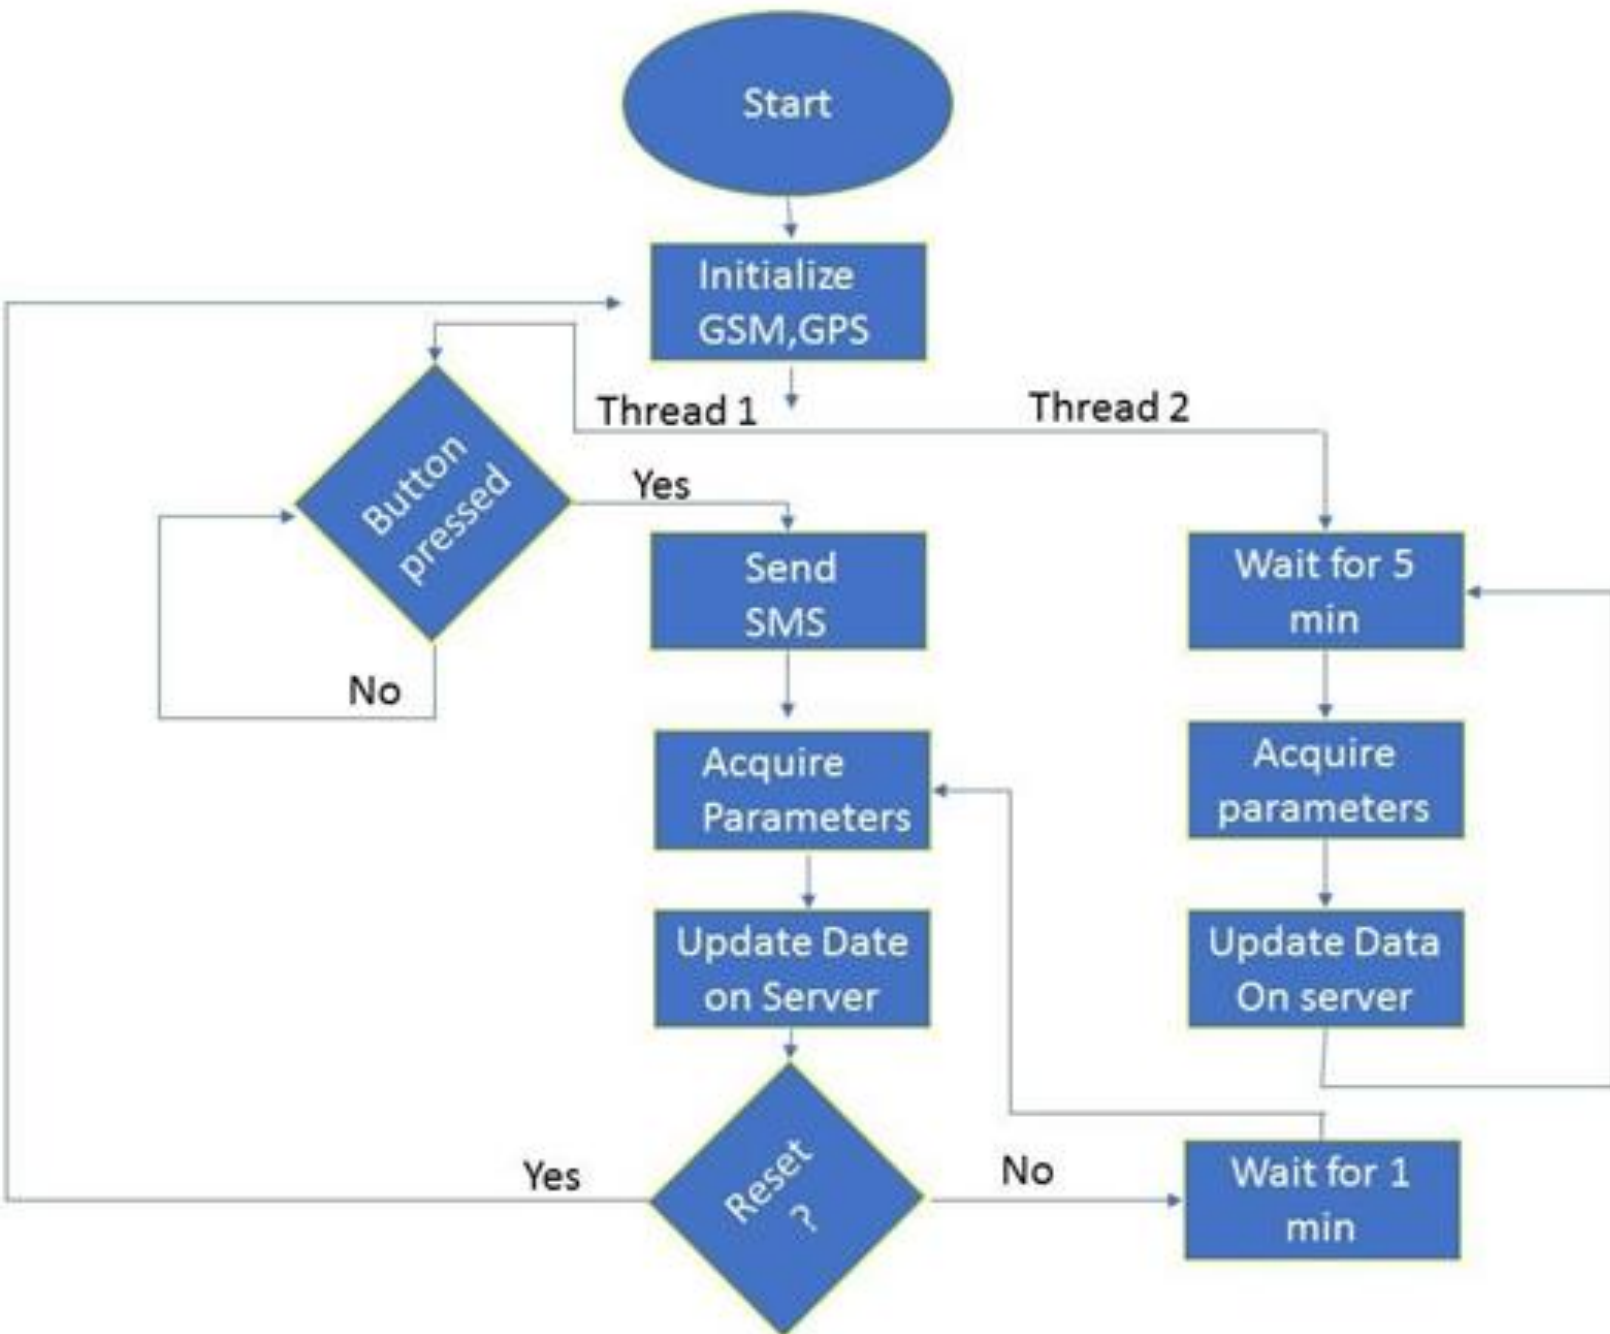 Start
Initialize
GSM,GPS
Thread 1
Thread 2
Button
pressed
Yes
No
Send
SMS
Wait for 5
min
Acquire
Parameters
Acquire
parameters
Update Date
on Server
Update Data
On server
Reset
?
Yes
No
Wait for 1
min